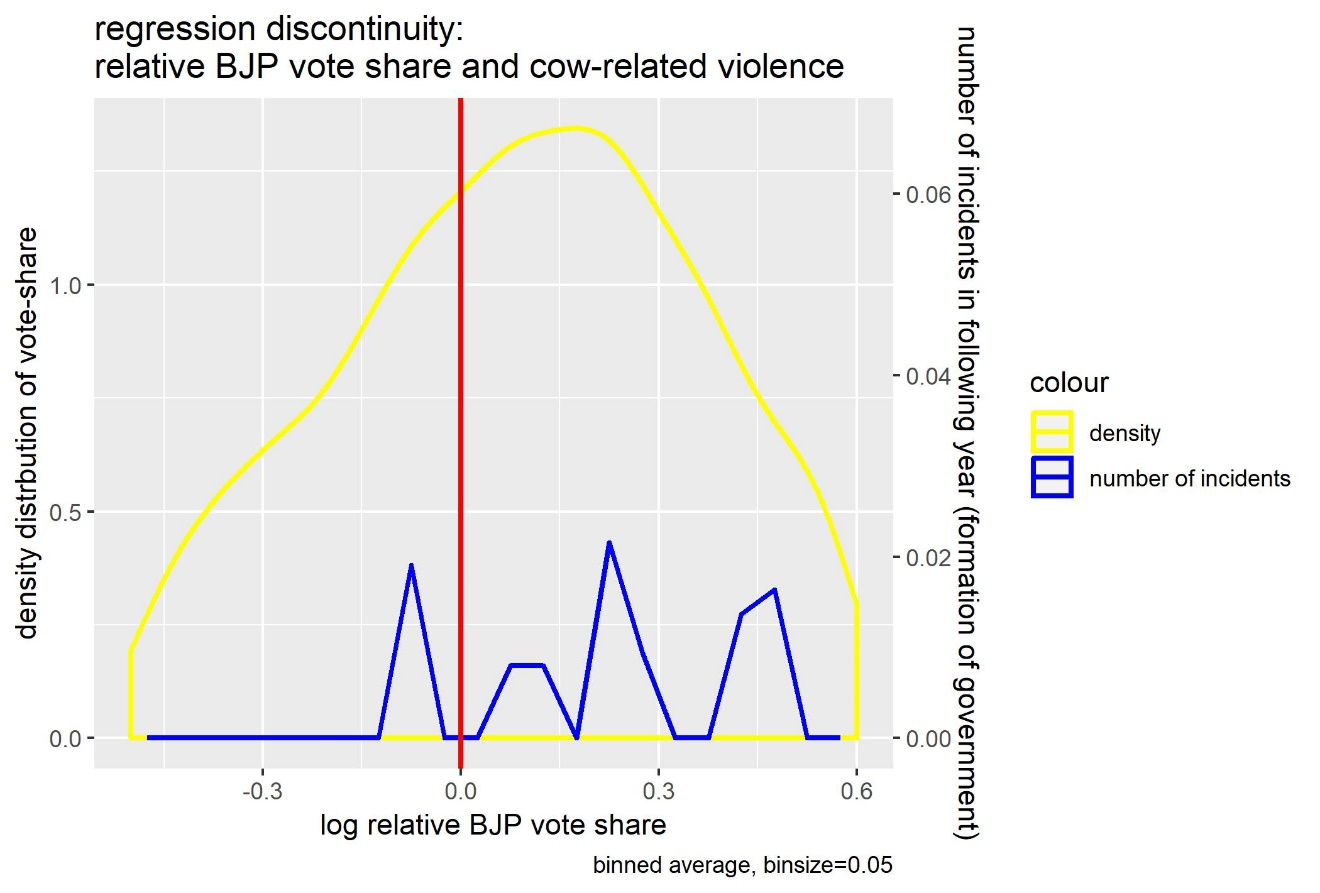 regression discontinuity:
relative BJP vote share and cow-related violence
density distrbution of vote-share
1.0
0.5
0.0
0.06
0.04
0.02
0.00
number of incidents in following year (formation of government)
-0.3
0.0
0.3
0.6
log relative BJP vote share
binned average, binsize=0.05
colour
density
number of incidents